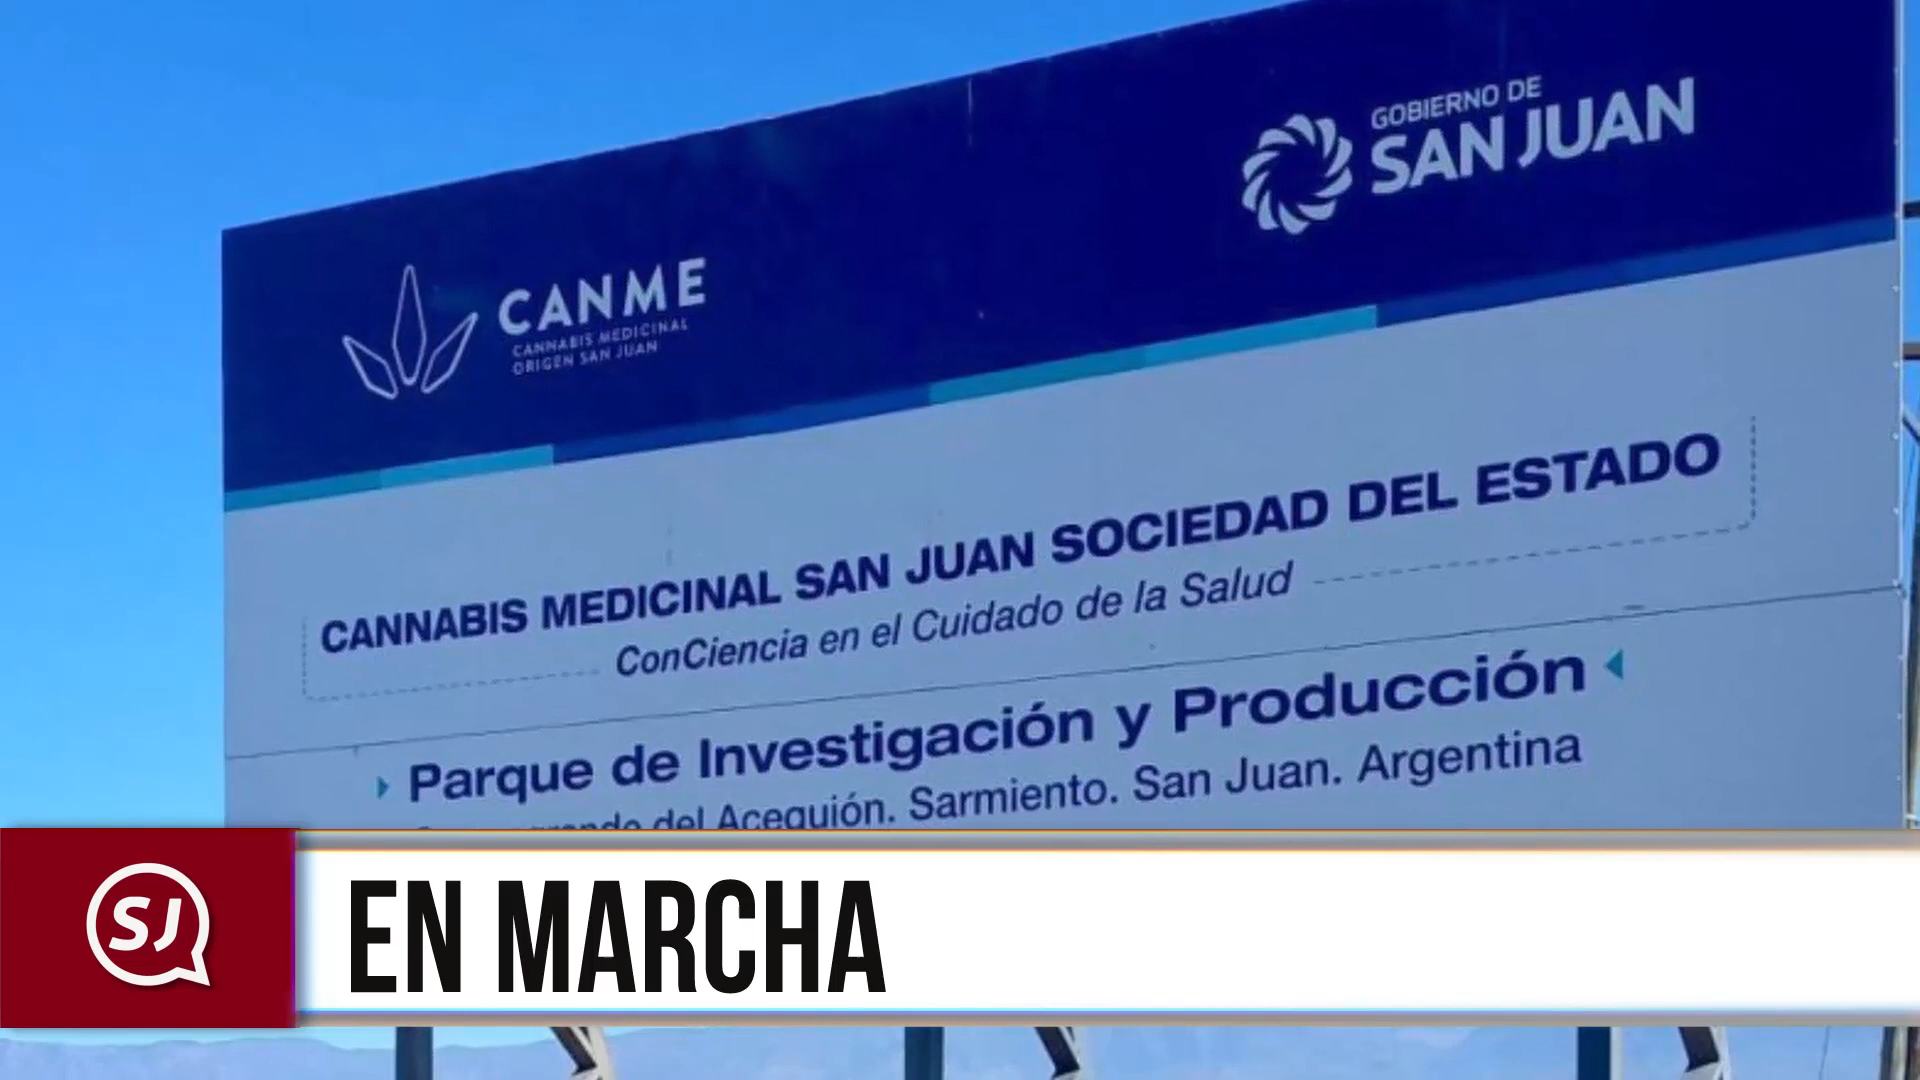 GOBIERNO DE
SAN JUAN
CANME
CANNABIS MEDICINAL
ORIGEN SAN JUAN
CANNABIS MEDICINAL SAN JUAN SOCIEDAD DEL ESTADO
ConCiencia en el Cuidado de la Salud
Parque de Investigación y Producción
del Acequión. Sarmiento. San Juan. Argentina
SJ
EN MARCHA